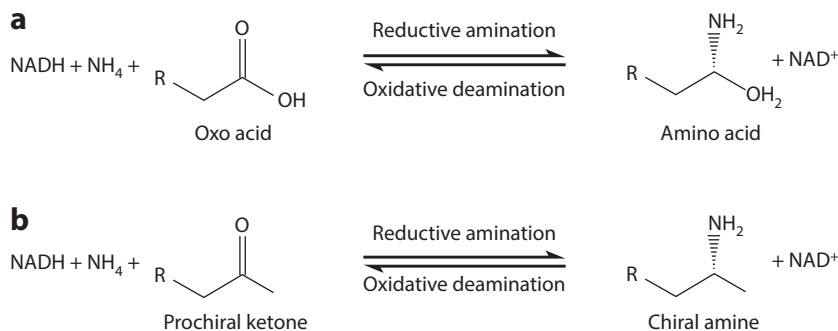 a
NADH + NH₄ +
R
O
OH
Oxo acid
Reductive amination
Oxidative deamination
R
NH₂
OH₂
Amino acid
+ NAD⁺
b
NADH + NH₄ +
R
O
Prochiral ketone
Reductive amination
Oxidative deamination
R
NH₂
Chiral amine
+ NAD⁺